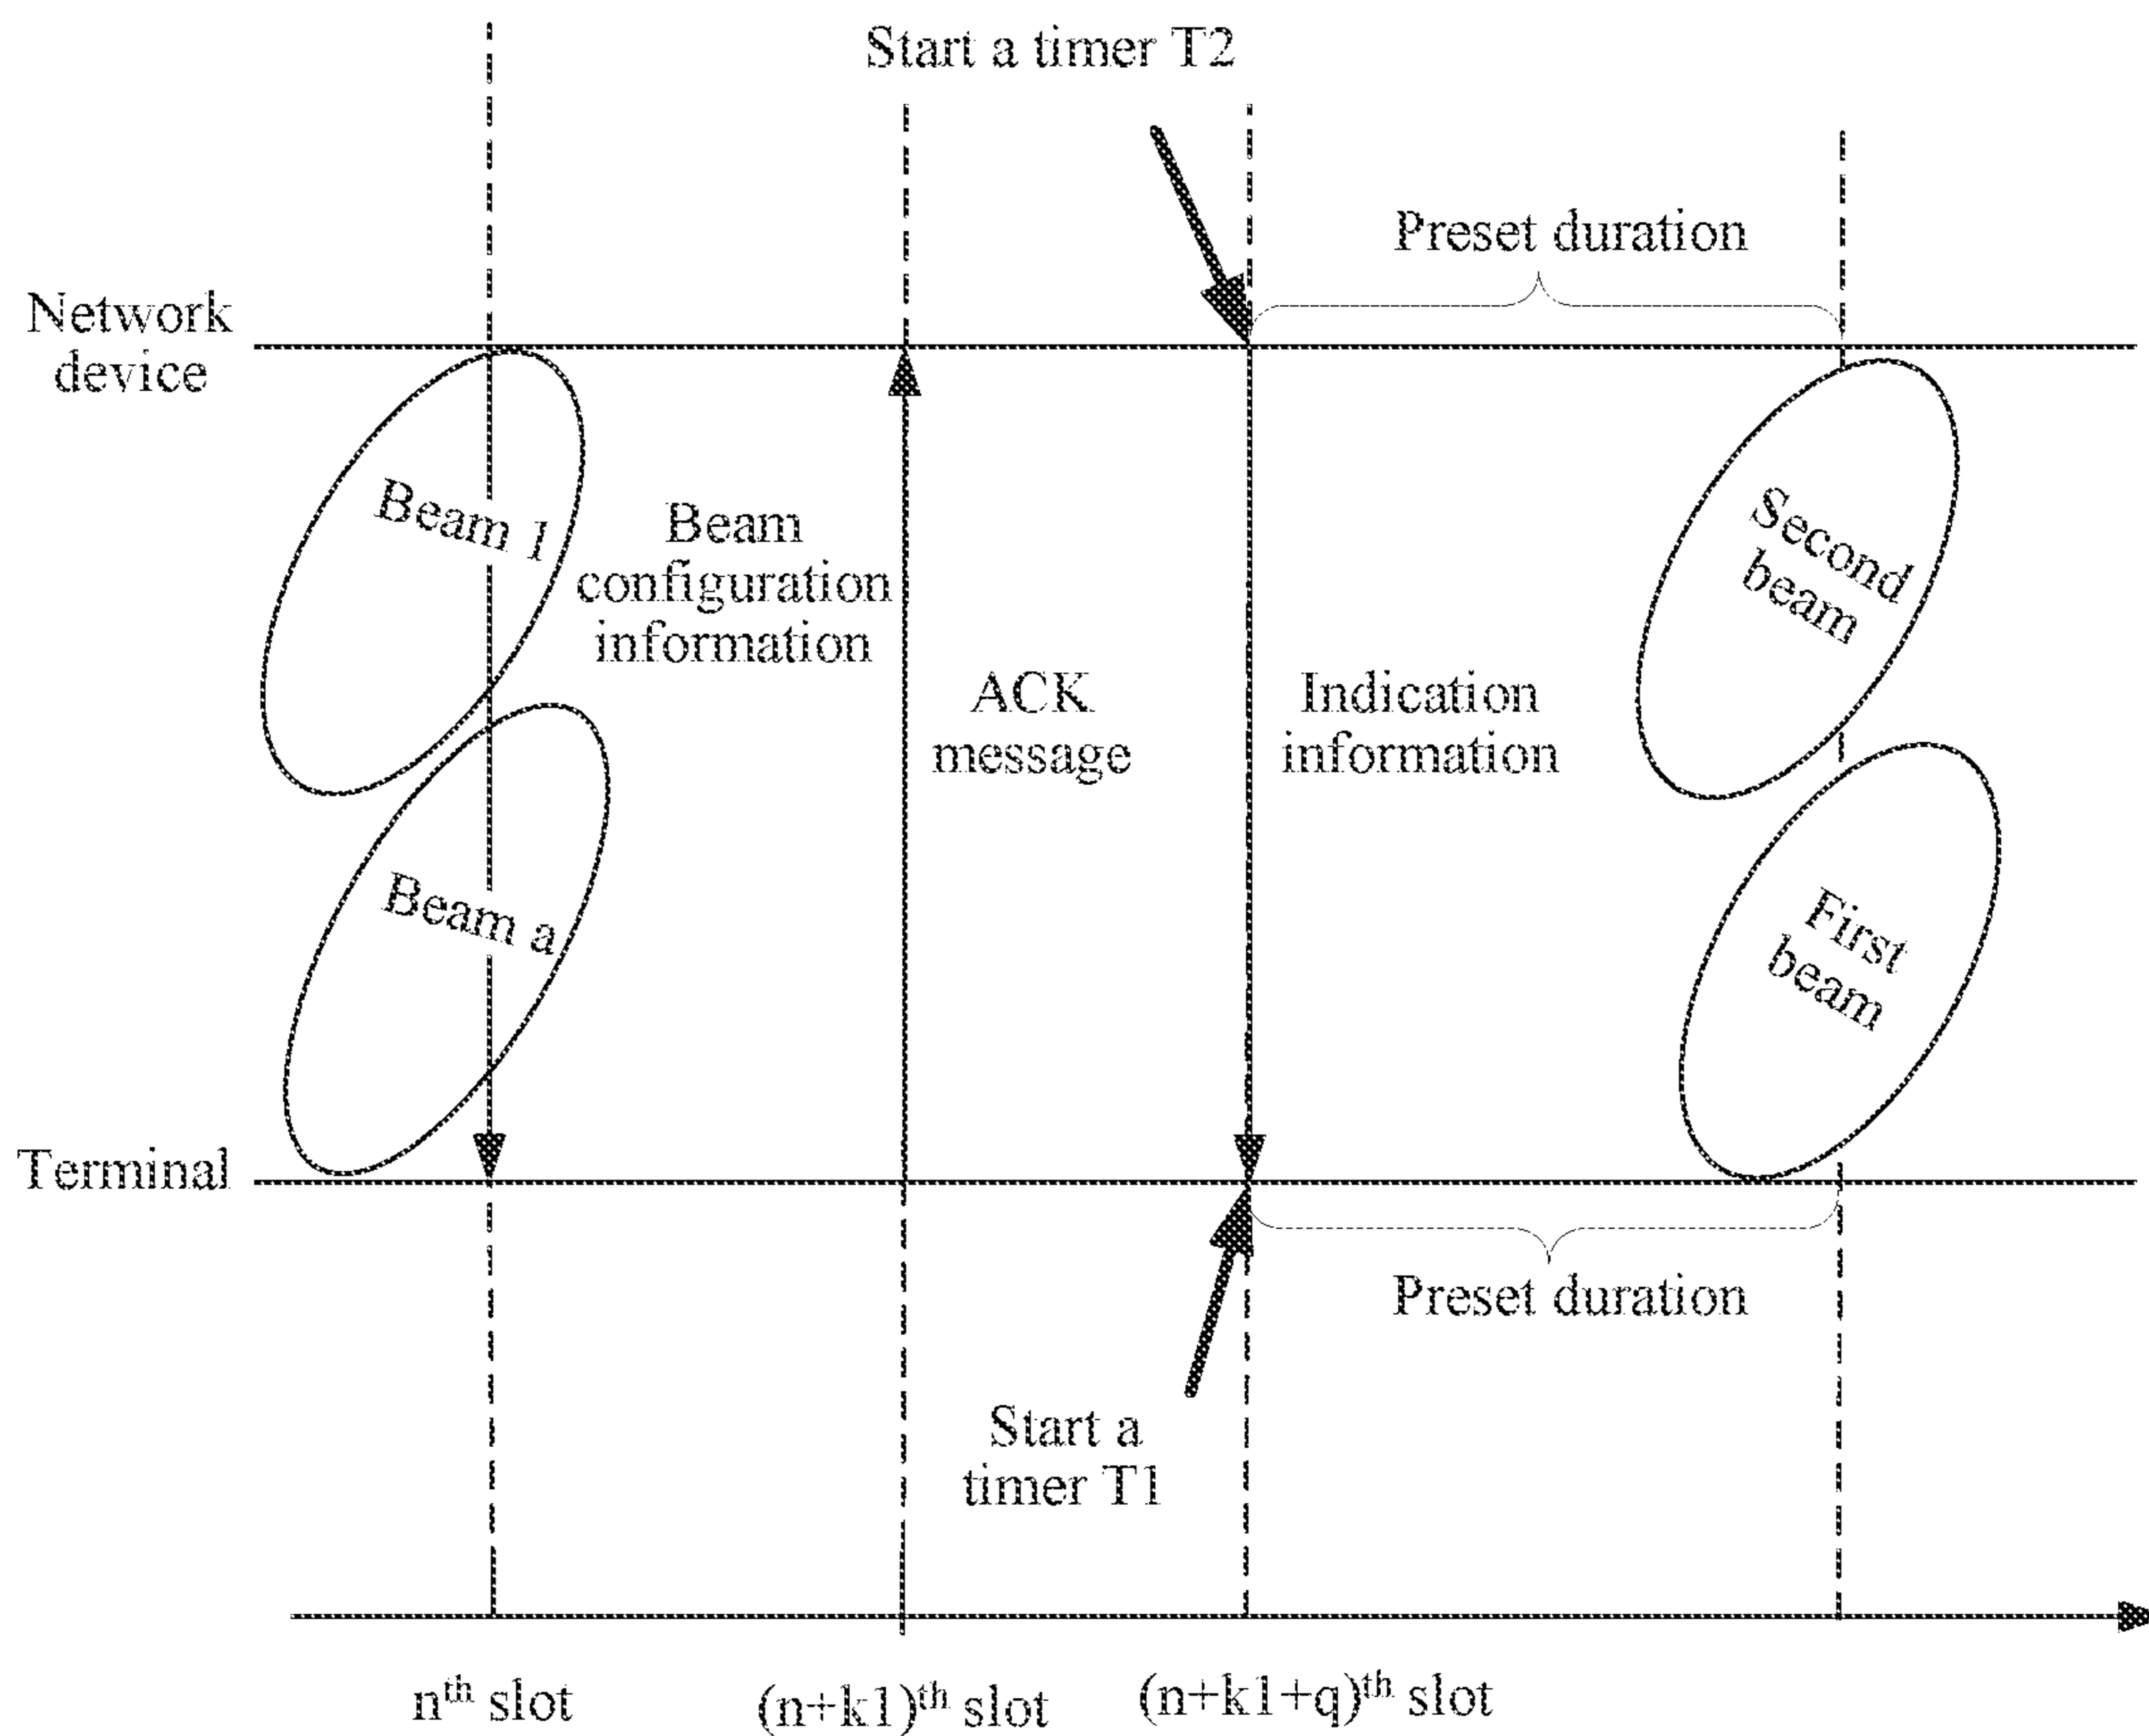 Start a timer T2
Preset duration
Network
device
Beam 1
Beam
configuration
information
Second
beam
ACK
message
Indication
information
Beam a
First
beam
Terminal
Preset duration
Start a
timer T1
nth slot
(n+k1)th slot
(n+k1+q)th slot